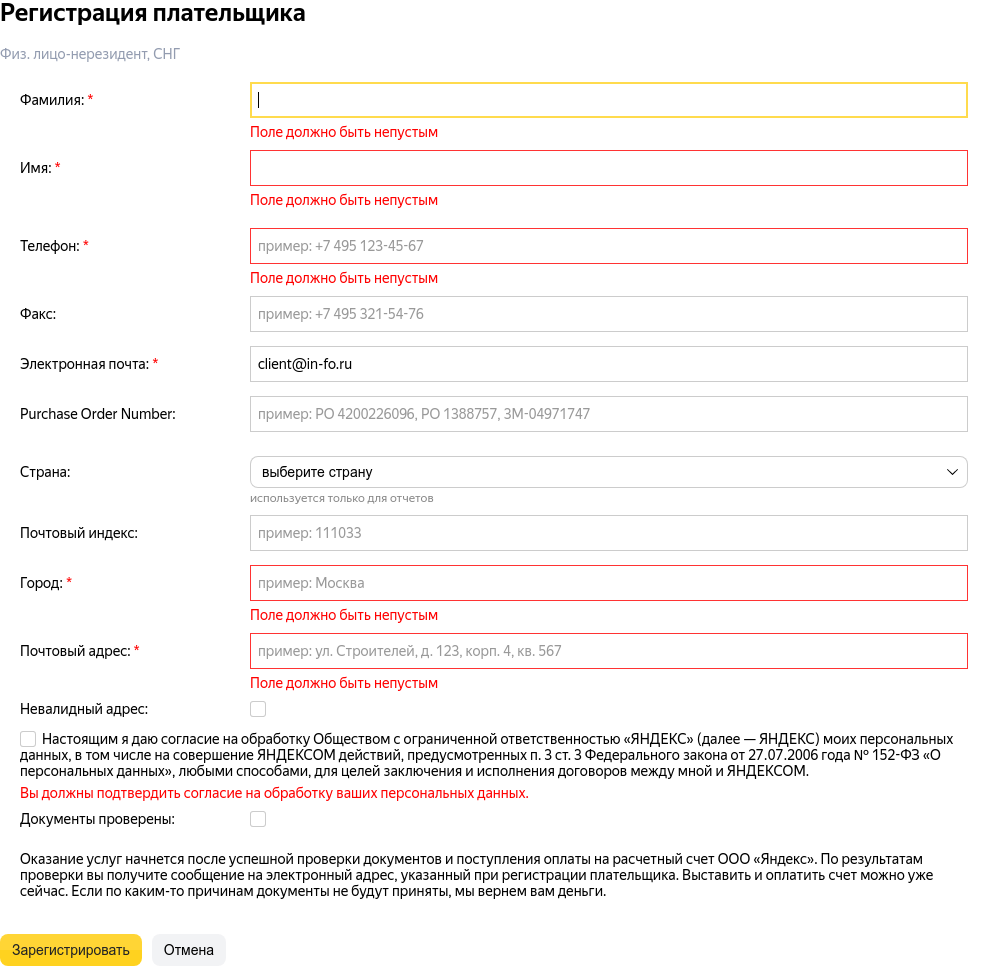 Регистрация плательщика
Физ. лицо-нерезидент, СНГ
Фамилия: *
Поле должно быть непустым
Имя: *
Поле должно быть непустым
Телефон: *
пример: +7 495 123-45-67
Поле должно быть непустым
Факс:
пример: +7 495 321-54-76
Электронная почта: *
client@in-fo.ru
Purchase Order Number:
пример: PO 4200226096, PO 1388757, ЗМ-04971747
Страна:
выберите страну
используется только для отчетов
Почтовый индекс:
пример: 111033
Город: *
пример: Москва
Поле должно быть непустым
Почтовый адрес: *
пример: ул. Строителей, д. 123, корп. 4, кв. 567
Поле должно быть непустым
Невалидный адрес:
Настоящим я даю согласие на обработку Обществом с ограниченной ответственностью «ЯНДЕКС» (далее — ЯНДЕКС) моих персональных
данных, в том числе на совершение ЯНДЕКСОМ действий, предусмотренных п. 3 ст. 3 Федерального закона от 27.07.2006 года № 152-ФЗ «О
персональных данных», любыми способами, для целей заключения и исполнения договоров между мной и ЯНДЕКСОМ.
Вы должны подтвердить согласие на обработку ваших персональных данных.
Документы проверены:
Оказание услуг начнется после успешной проверки документов и поступления оплаты на расчетный счет ООО «Яндекс». По результатам
проверки вы получите сообщение на электронный адрес, указанный при регистрации плательщика. Выставить и оплатить счет можно уже
сейчас. Если по каким-то причинам документы не будут приняты, мы вернем вам деньги.
Зарегистрировать
Отмена